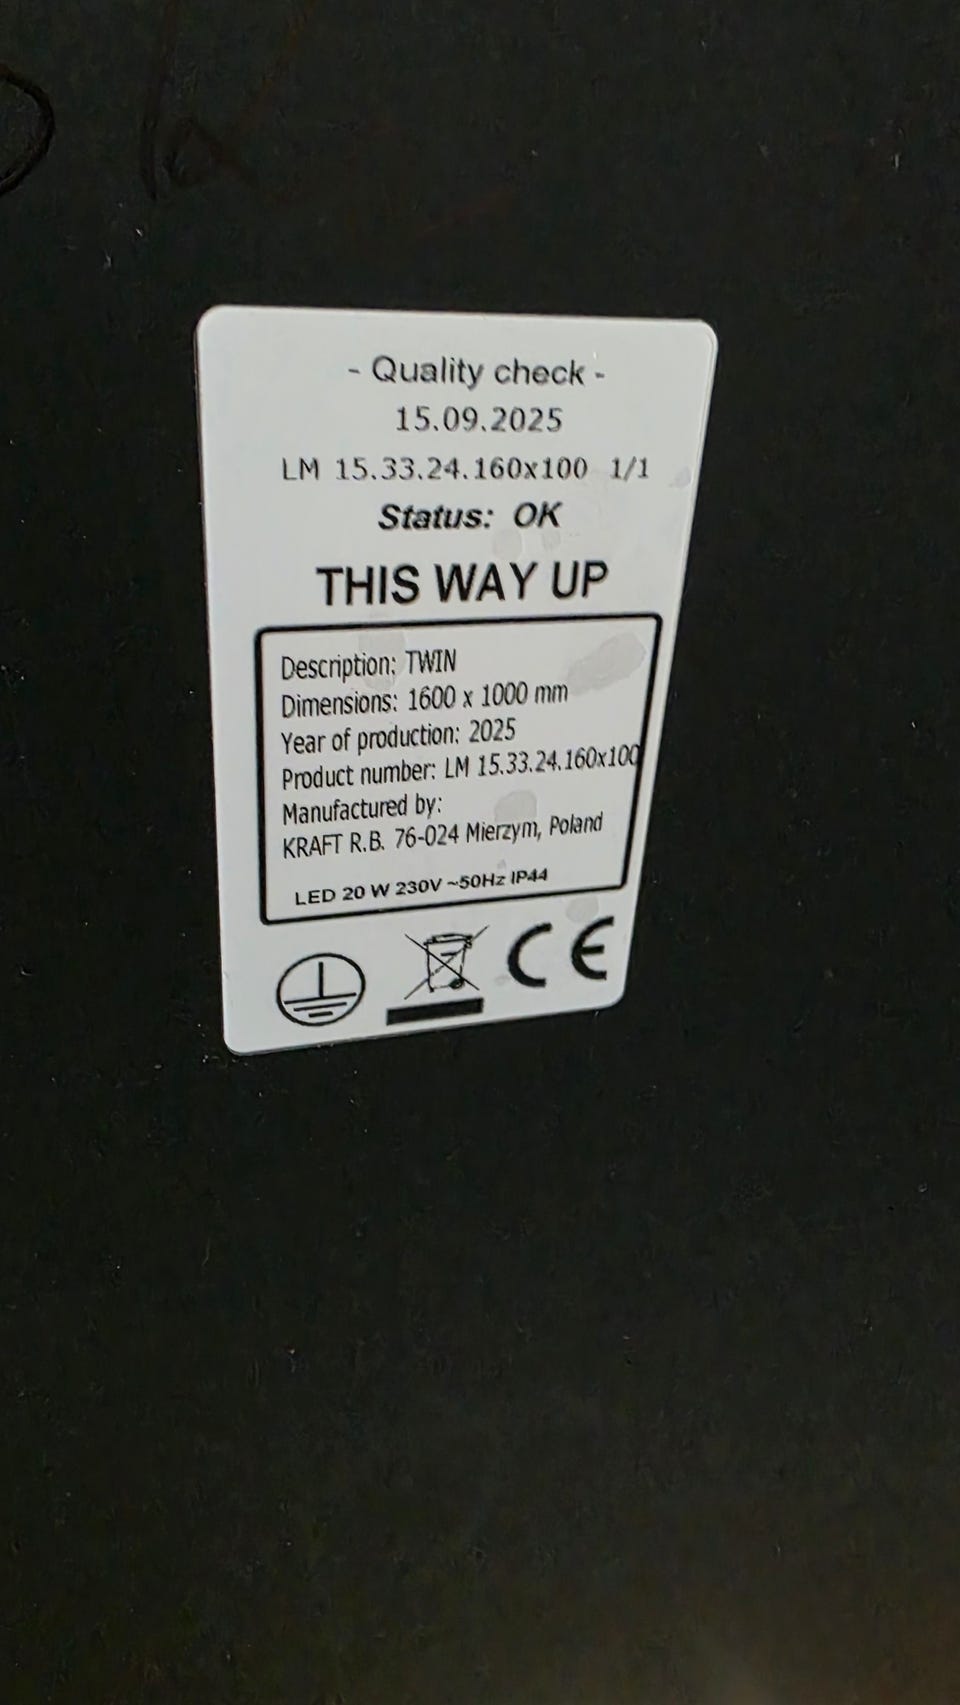 - Quality check -
15.09.2025
LM 15.33.24.160x100 1/1
Status: OK
THIS WAY UP
Description: TWIN
Dimensions: 1600 x 1000 mm
Year of production: 2025
Product number: LM 15.33.24.160x100
Manufactured by:
KRAFT R.B. 76-024 Mierzym, Poland
LED 20 W 230V ~50Hz IP44
CE